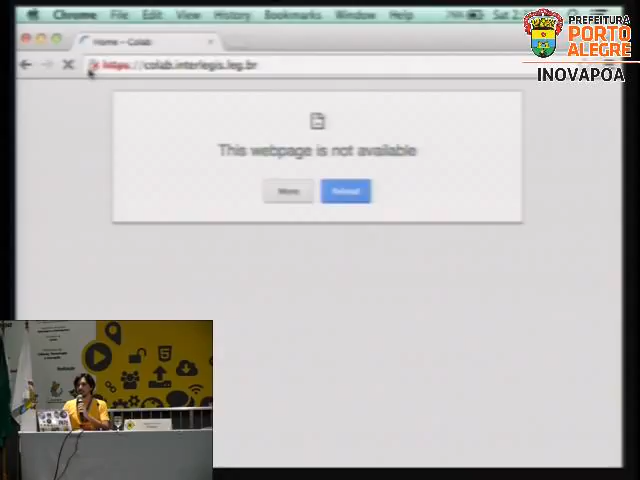 Chrome File Edit View History Bookmarks Window Help
Home – Colab
https://colab.interlegis.leg.br
This webpage is not available
More Reload
PREFEITURA
PORTO
ALEGRE
INOVAPOA